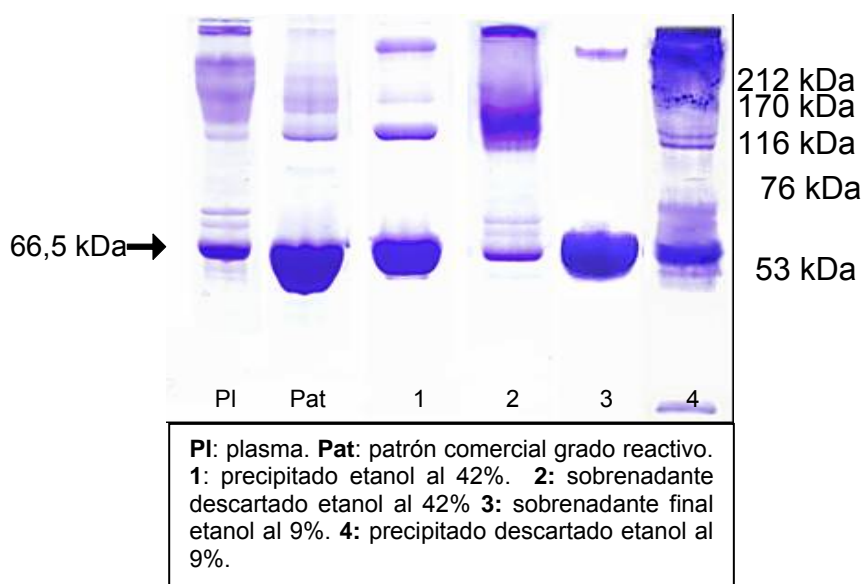 212 kDa
170 kDa
116 kDa
76 kDa
66,5 kDa
53 kDa
Pl Pat 1 2 3 4
Pl: plasma. Pat: patrón comercial grado reactivo.
1: precipitado etanol al 42%. 2: sobrenadante
descartado etanol al 42% 3: sobrenadante final
etanol al 9%. 4: precipitado descartado etanol al
9%.